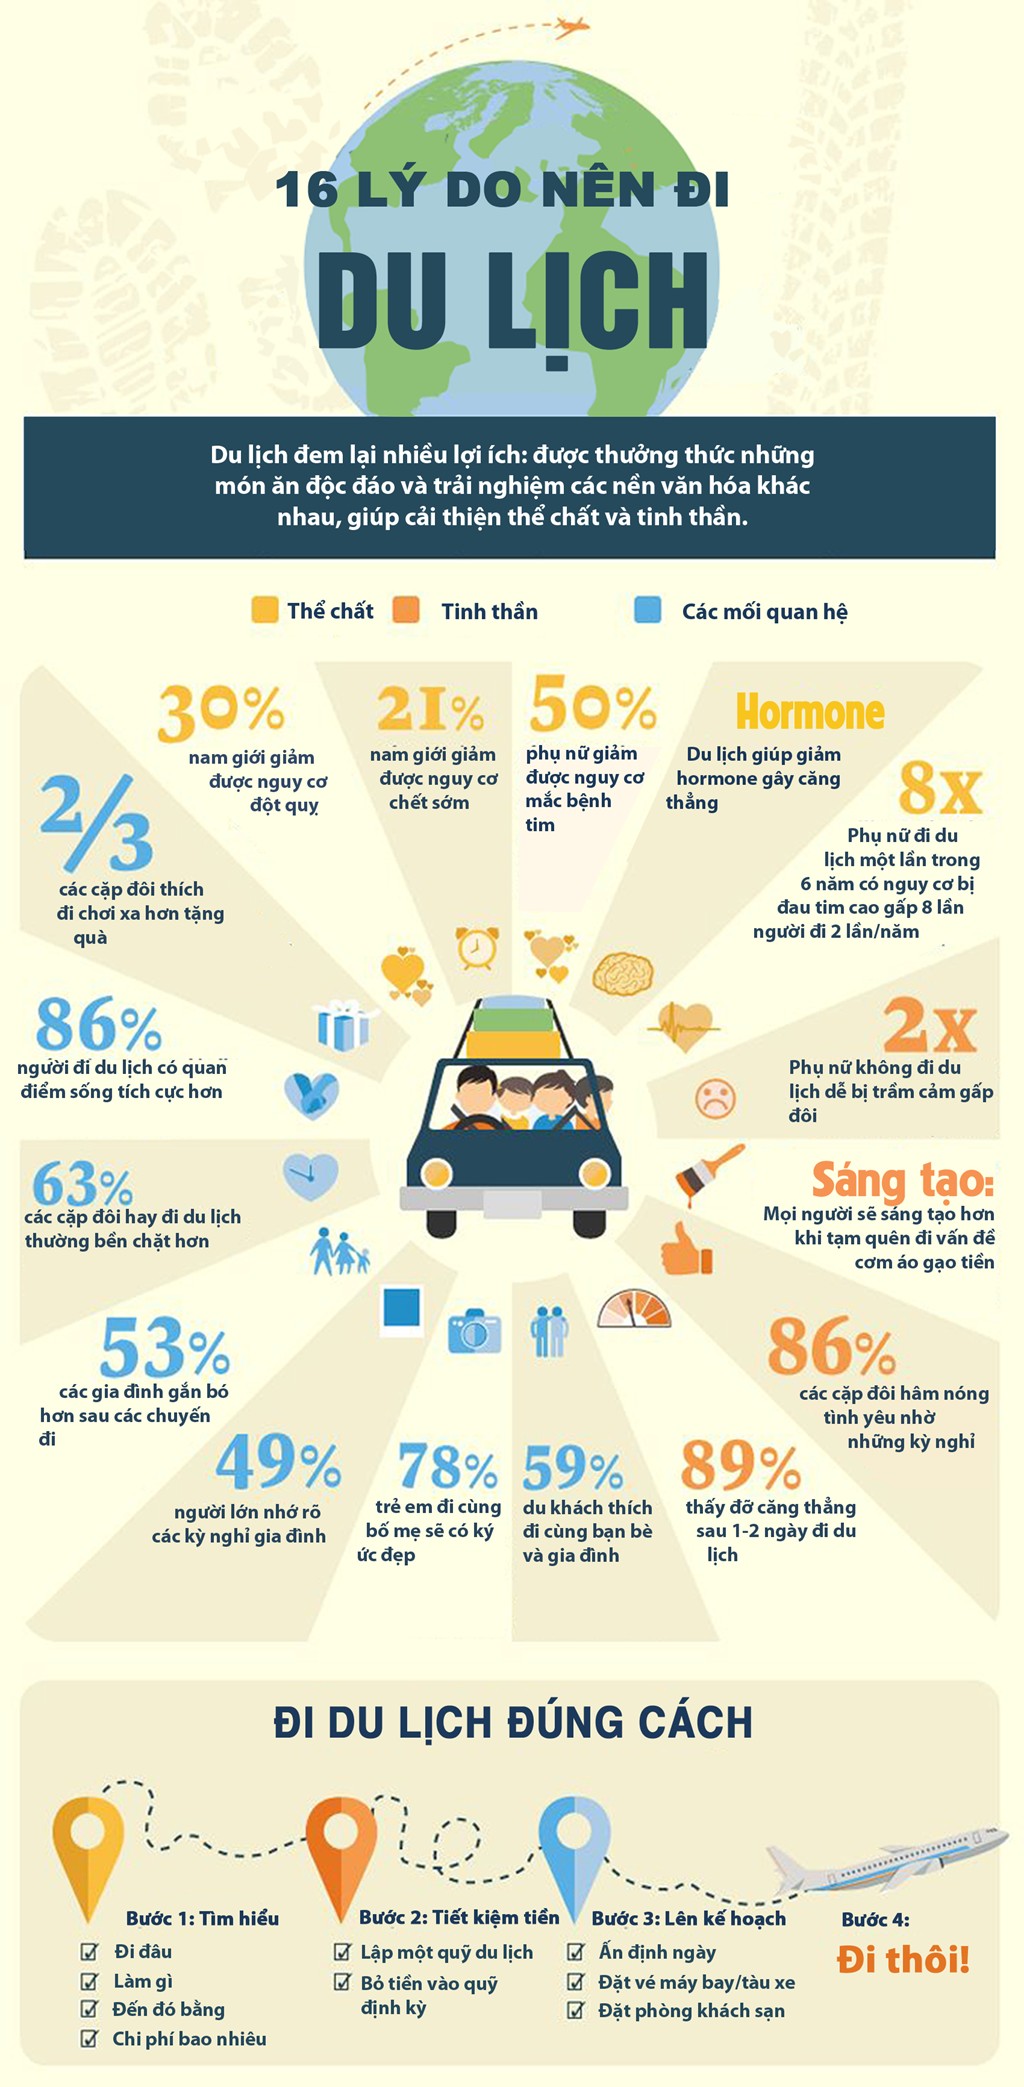 16 LÝ DO NÊN ĐI
DU LỊCH
Du lịch đem lại nhiều lợi ích: được thưởng thức những
món ăn độc đáo và trải nghiệm các nền văn hóa khác
nhau, giúp cải thiện thể chất và tinh thần.
Thể chất
Tinh thần
Các mối quan hệ
30%
nam giới giảm
được nguy cơ
đột quỵ
21%
nam giới giảm
được nguy cơ
chết sớm
50%
phụ nữ giảm
được nguy cơ
mắc bệnh
tim
Hormone
Du lịch giúp giảm
hormone gây căng
thẳng
8x
Phụ nữ đi du
lịch một lần trong
6 năm có nguy cơ bị
đau tim cao gấp 8 lần
người đi 2 lần/năm
2/3
các cặp đôi thích
đi chơi xa hơn tặng
quà
86%
người đi du lịch có quan
điểm sống tích cực hơn
2x
Phụ nữ không đi du
lịch dễ bị trầm cảm gấp
đôi
63%
các cặp đôi hay đi du lịch
thường bền chặt hơn
Sáng tạo:
Mọi người sẽ sáng tạo hơn
khi tạm quên đi vấn đề
cơm áo gạo tiền
53%
các gia đình gắn bó
hơn sau các chuyến
đi
86%
các cặp đôi hâm nóng
tình yêu nhờ
những kỳ nghỉ
49%
người lớn nhớ rõ
các kỳ nghỉ gia đình
78%
trẻ em đi cùng
bố mẹ sẽ có ký
ức đẹp
59%
du khách thích
đi cùng bạn bè
và gia đình
89%
thấy đỡ căng thẳng
sau 1-2 ngày đi du
lịch
ĐI DU LỊCH ĐÚNG CÁCH
Bước 1: Tìm hiểu
Đi đâu
Làm gì
Đến đó bằng
Chi phí bao nhiêu
Bước 2: Tiết kiệm tiền
Lập một quỹ du lịch
Bỏ tiền vào quỹ
định kỳ
Bước 3: Lên kế hoạch
Ấn định ngày
Đặt vé máy bay/tàu xe
Đặt phòng khách sạn
Bước 4:
Đi thôi!